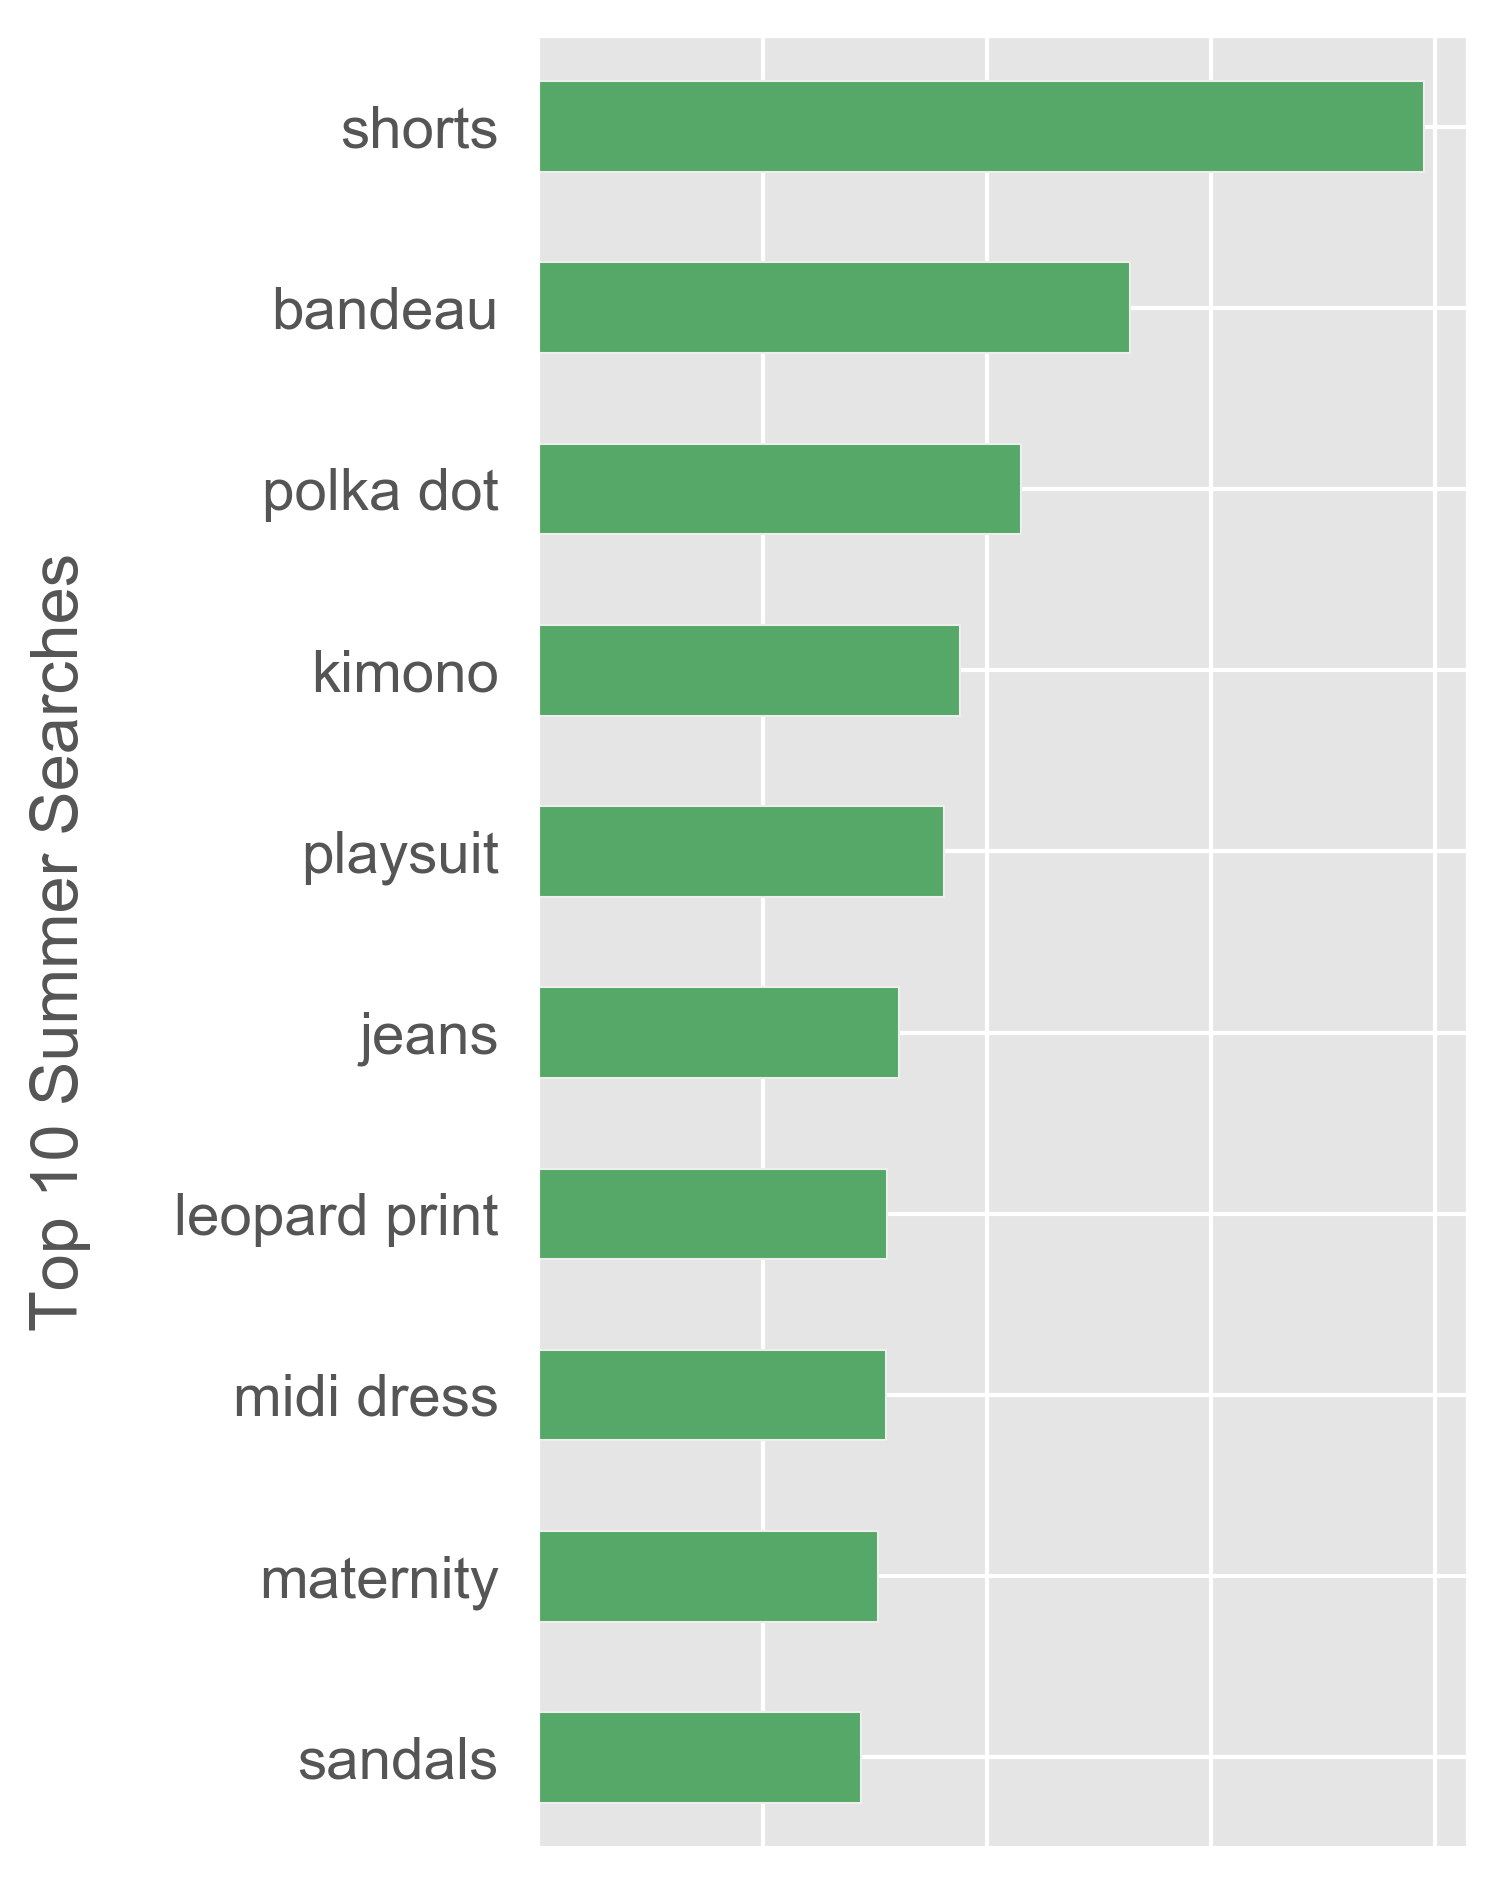 Top 10 Summer Searches
shorts
bandeau
polka dot
kimono
playsuit
jeans
leopard print
midi dress
maternity
sandals